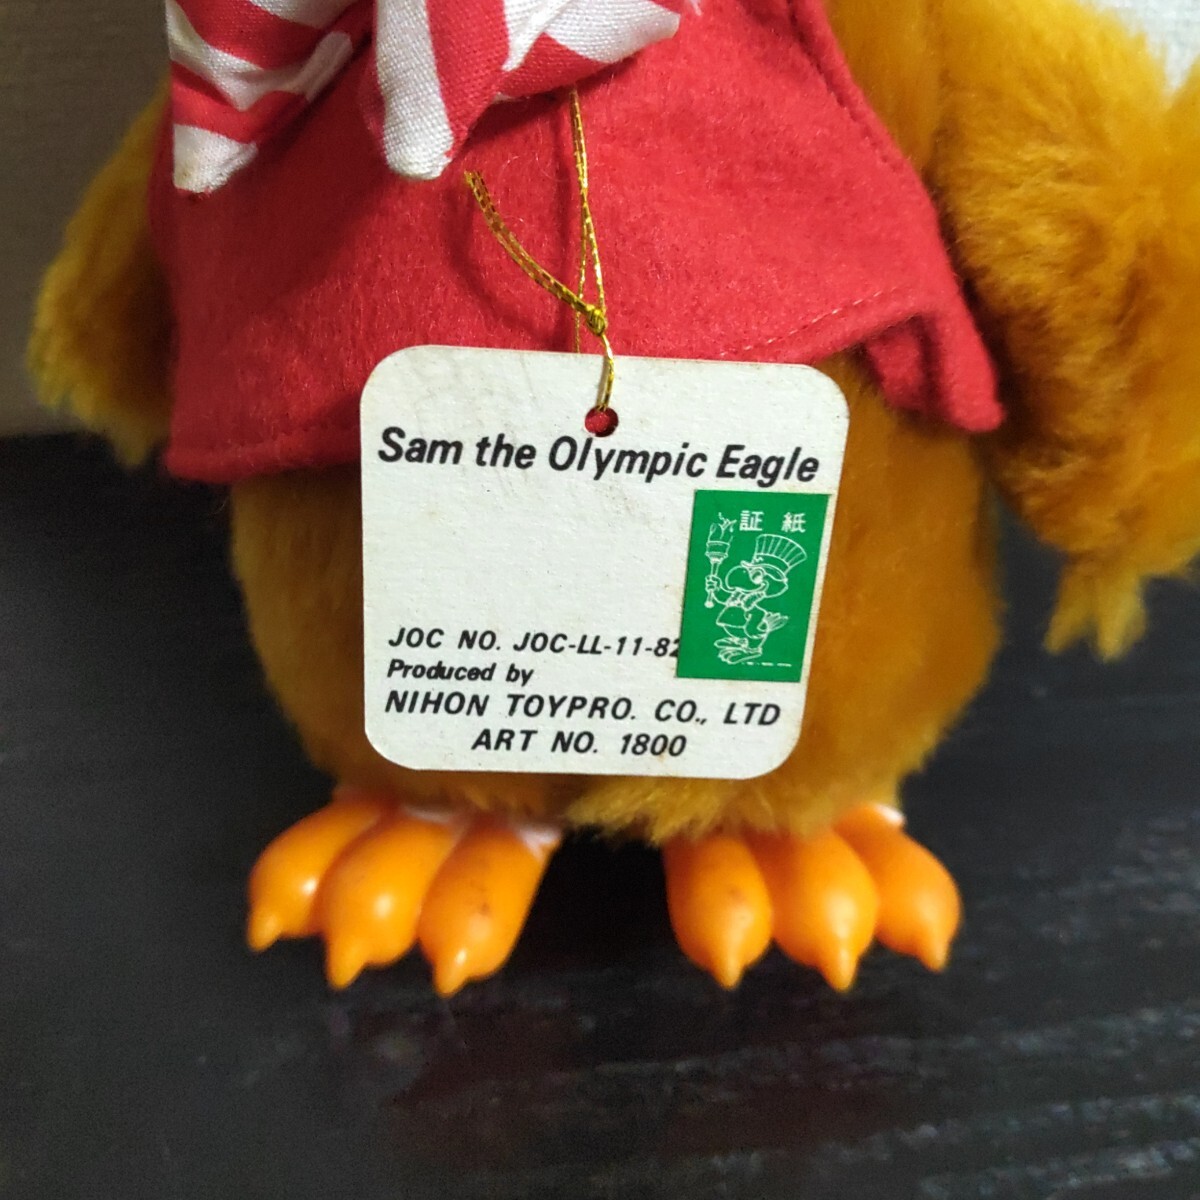 Sam the Olympic Eagle
証 紙
JOC NO. JOC-LL-11-82
Produced by
NIHON TOYPRO. CO., LTD
ART NO. 1800